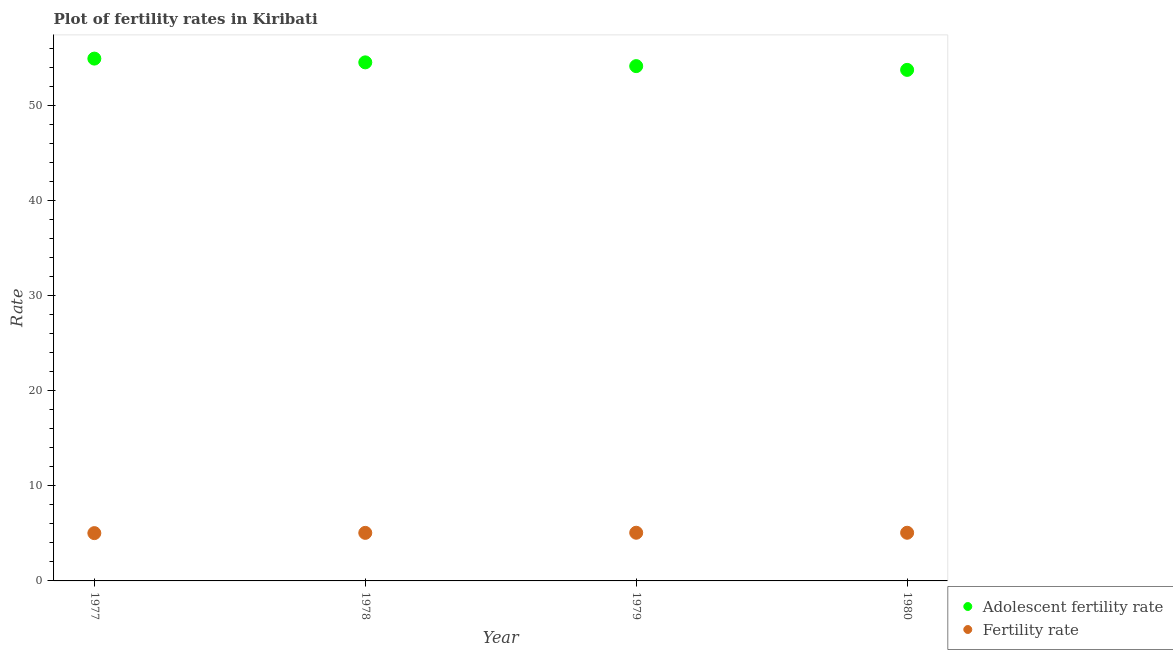 Plot of fertility rates in Kiribati
Rate
50
40
30
20
10
0
1977
1978
1979
1980
Year
Adolescent fertility rate
Fertility rate